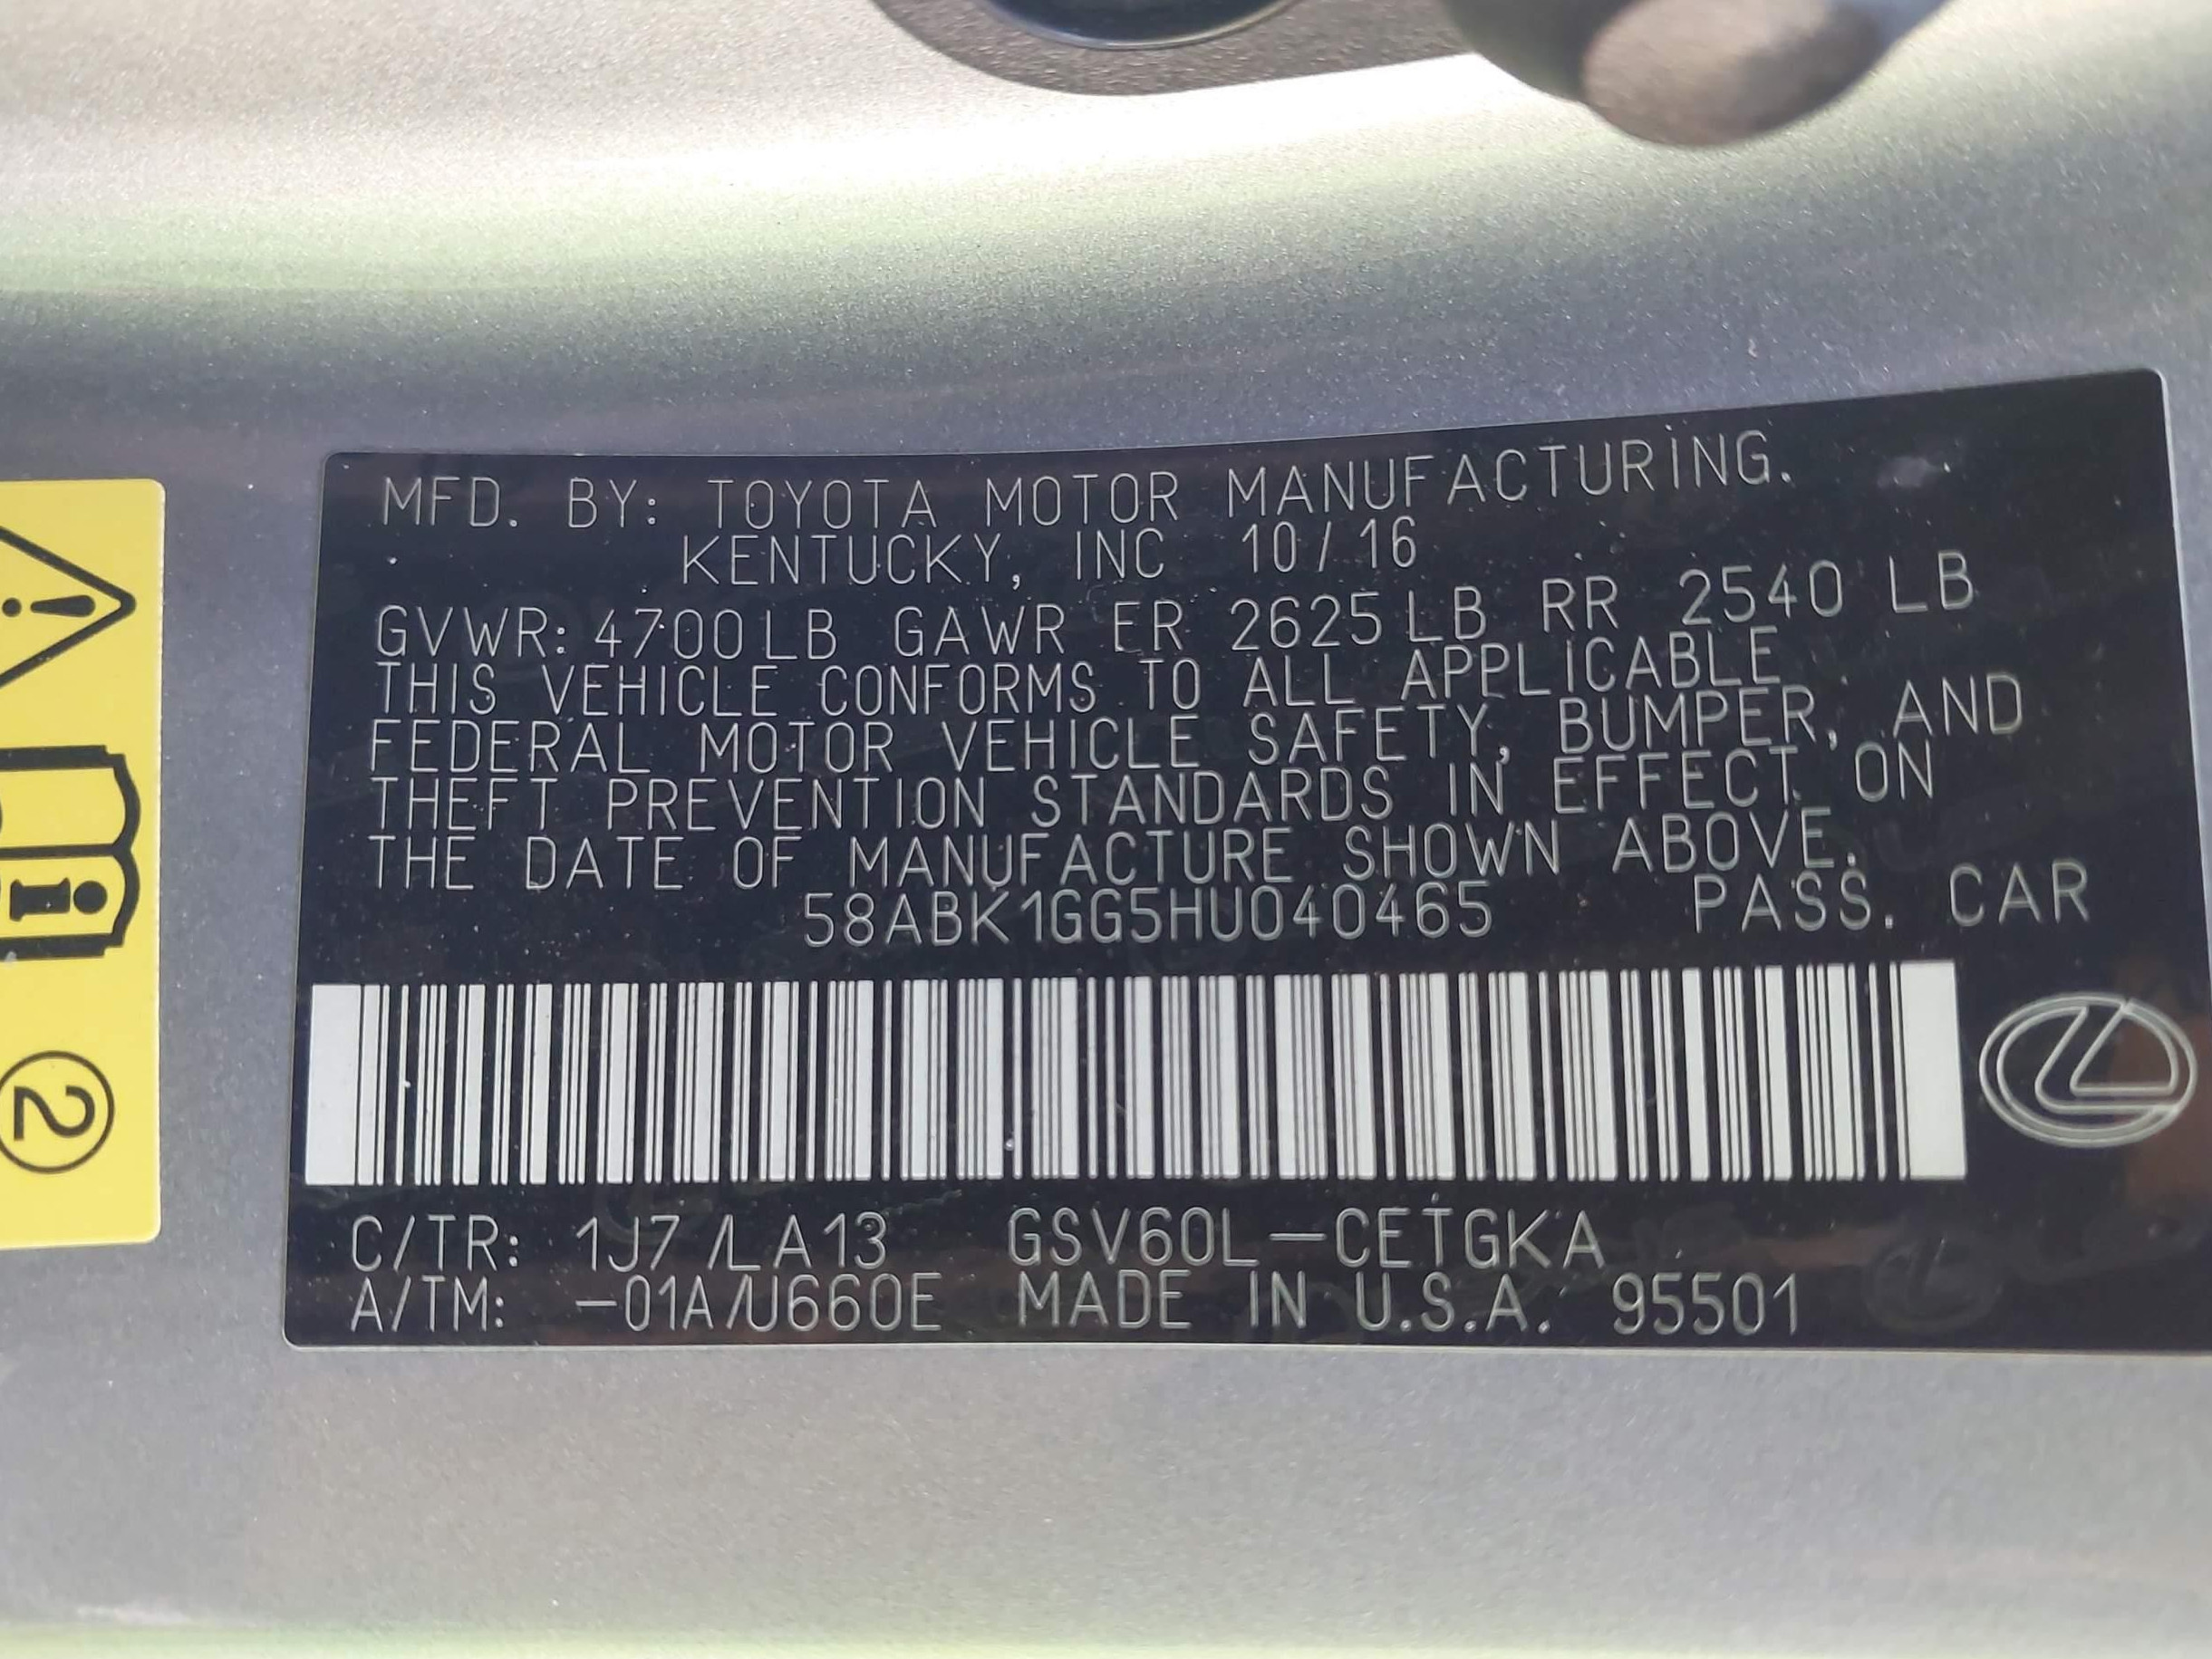 MFD. BY: TOYOTA MOTOR MANUFACTURING.
KENTUCKY, INC 10/16
GVWR: 4700LB GAWR ER 2625LB RR 2540 LB
THIS VEHICLE CONFORMS TO ALL APPLICABLE
FEDERAL MOTOR VEHICLE SAFETY, BUMPER, AND
THEFT PREVENTION STANDARDS IN EFFECT ON
THE DATE OF MANUFACTURE SHOWN ABOVE.
58ABK1GG5HU040465 PASS. CAR
C/TR: 1J7/LA13 GSV60L-CETGKA
A/TM: -01A/U660E MADE IN U.S.A. 95501
2